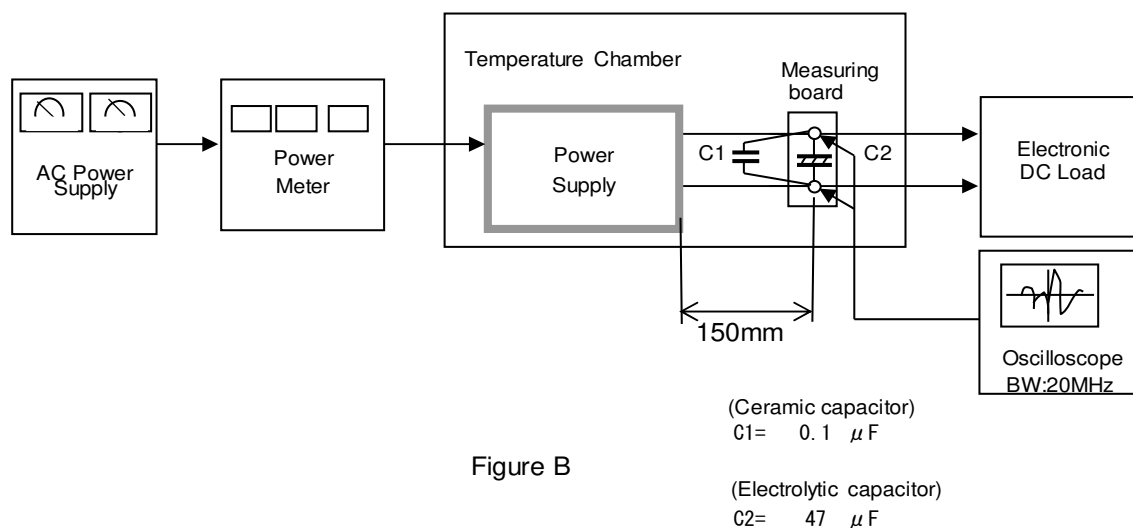 Temperature Chamber
Measuring
board
AC Power
Supply
Power
Meter
Power
Supply
C1
C2
Electronic
DC Load
150mm
Oscilloscope
BW:20MHz
(Ceramic capacitor)
C1= 0.1 μF
Figure B
(Electrolytic capacitor)
C2= 47 μF